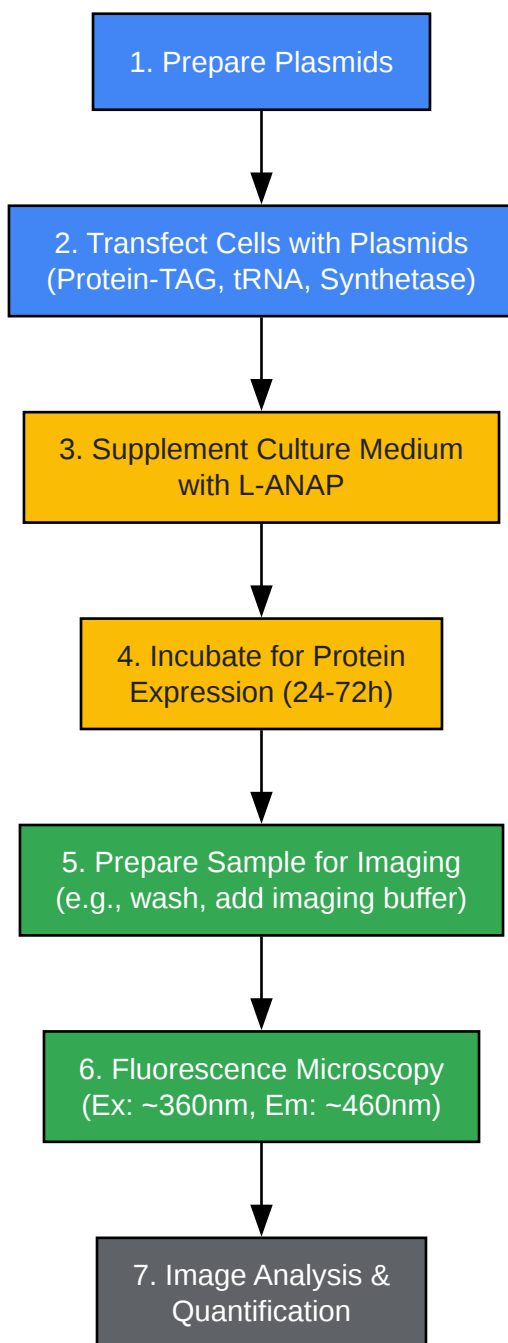 1. Prepare Plasmids
2. Transfect Cells with Plasmids
(Protein-TAG, tRNA, Synthetase)
3. Supplement Culture Medium
with L-ANAP
4. Incubate for Protein
Expression (24-72h)
5. Prepare Sample for Imaging
(e.g., wash, add imaging buffer)
6. Fluorescence Microscopy
(Ex: ~360nm, Em: ~460nm)
7. Image Analysis &
Quantification